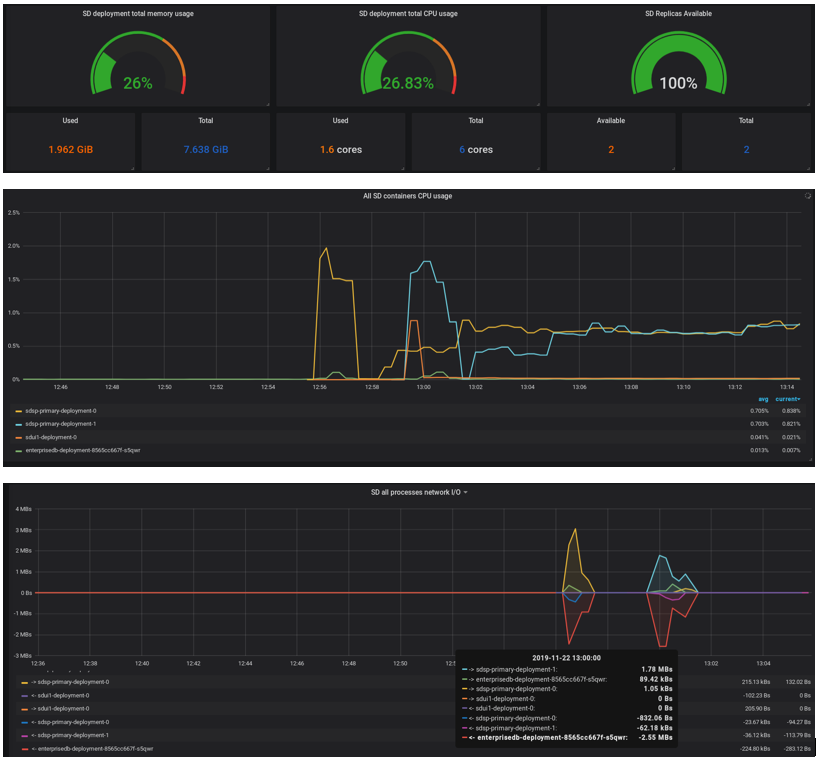 SD deployment total memory usage
SD deployment total CPU usage
SD Replicas Available
26%
26.83%
100%
Used
Total
Used
Total
Available
Total
1.962 GiB
7.638 GiB
1.6 cores
6 cores
2
2
All SD containers CPU usage
2.5%
2.0%
1.5%
1.0%
0.5%
0%
12:46 12:48 12:50 12:52 12:54 12:56 12:58 13:00 13:02 13:04 13:06 13:08 13:10 13:12 13:14
avg current
sdsp-primary-deployment-0 0.705% 0.838%
sdsp-primary-deployment-1 0.703% 0.821%
sdui1-deployment-0 0.041% 0.021%
enterprisedb-deployment-8565cc667f-s5qwr 0.013% 0.007%
SD all processes network I/O
4 MBs
3 MBs
2 MBs
1 MBs
0 Bs
-1 MBs
-2 MBs
-3 MBs
12:36 12:38 12:40 12:42 12:44 12:46 12:48 12:50 12:52 13:02 13:04
-> sdsp-primary-deployment-0 215.13 kBs 132.02 Bs
<- sdui1-deployment-0 -102.23 Bs 0 Bs
-> sdui1-deployment-0 205.90 Bs 0 Bs
<- sdsp-primary-deployment-0 -23.67 kBs -94.27 Bs
<- sdsp-primary-deployment-1 -36.12 kBs -113.79 Bs
<- enterprisedb-deployment-8565cc667f-s5qwr -224.80 kBs -283.12 Bs
2019-11-22 13:00:00
-> sdsp-primary-deployment-1: 1.78 MBs
-> enterprisedb-deployment-8565cc667f-s5qwr: 89.42 kBs
-> sdsp-primary-deployment-0: 1.05 kBs
-> sdui1-deployment-0: 0 Bs
<- sdui1-deployment-0: 0 Bs
<- sdsp-primary-deployment-0: -832.06 Bs
<- sdsp-primary-deployment-1: -62.18 kBs
<- enterprisedb-deployment-8565cc667f-s5qwr: -2.55 MBs